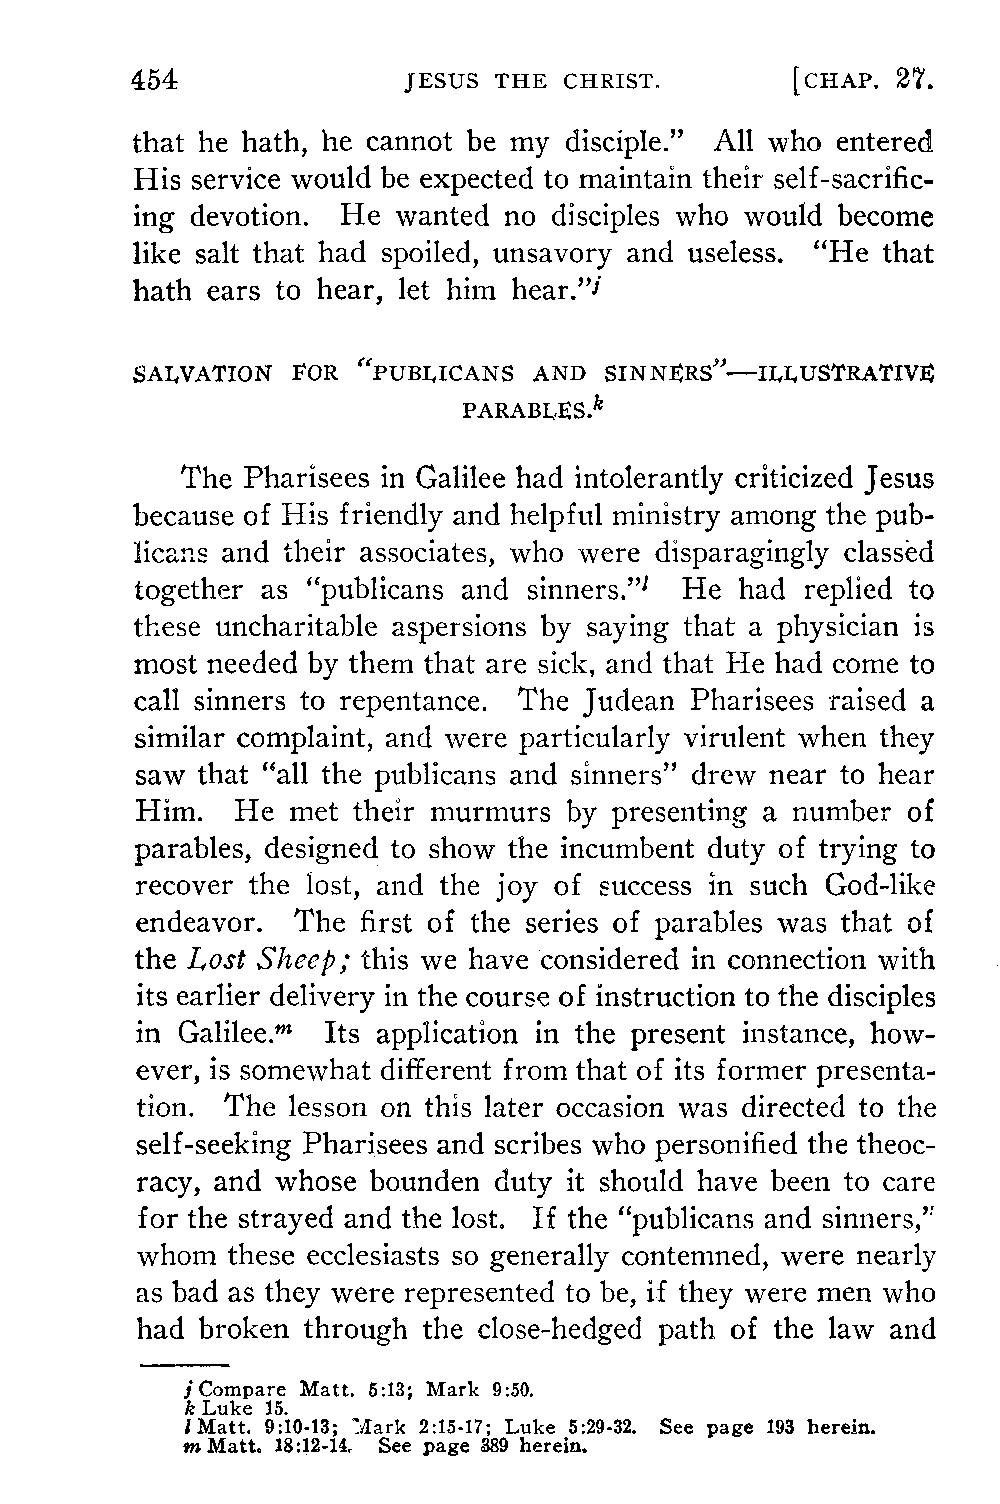 454 JESUS THE CHRIST. [CHAP. 27.
that he hath, he cannot be my disciple.” All who entered
His service would be expected to maintain their self-sacrific-
ing devotion. He wanted no disciples who would become
like salt that had spoiled, unsavory and useless. “He that
hath ears to hear, let him hear.”j
SALVATION FOR “PUBLICANS AND SINNERS”—ILLUSTRATIVE
PARABLES.k
The Pharisees in Galilee had intolerantly criticized Jesus
because of His friendly and helpful ministry among the pub-
licans and their associates, who were disparagingly classed
together as “publicans and sinners.”l He had replied to
these uncharitable aspersions by saying that a physician is
most needed by them that are sick, and that He had come to
call sinners to repentance. The Judean Pharisees raised a
similar complaint, and were particularly virulent when they
saw that “all the publicans and sinners” drew near to hear
Him. He met their murmurs by presenting a number of
parables, designed to show the incumbent duty of trying to
recover the lost, and the joy of success in such God-like
endeavor. The first of the series of parables was that of
the Lost Sheep; this we have considered in connection with
its earlier delivery in the course of instruction to the disciples
in Galilee.m Its application in the present instance, how-
ever, is somewhat different from that of its former presenta-
tion. The lesson on this later occasion was directed to the
self-seeking Pharisees and scribes who personified the theoc-
racy, and whose bounden duty it should have been to care
for the strayed and the lost. If the “publicans and sinners,”
whom these ecclesiasts so generally contemned, were nearly
as bad as they were represented to be, if they were men who
had broken through the close-hedged path of the law and
j Compare Matt. 5:13; Mark 9:50.
k Luke 15.
l Matt. 9:10-13; Mark 2:15-17; Luke 5:29-32. See page 193 herein.
m Matt. 18:12-14. See page 389 herein.